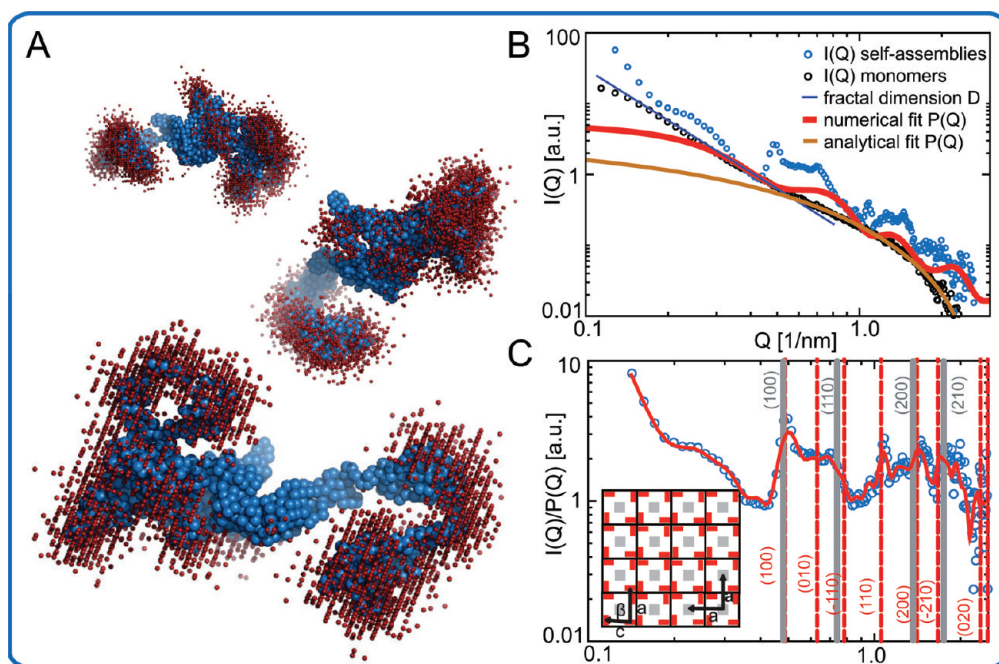 A
B
100
1
0.01
I(Q) [a.u.]
I(Q) self-assemblies
I(Q) monomers
fractal dimension D
numerical fit P(Q)
analytical fit P(Q)
0.1
1.0
Q [1/nm]
C
10
1
0.01
I(Q)/P(Q) [a.u.]
(100)
(110)
(200)
(210)
(100)
(010)
(-110)
(110)
(200)
(-210)
(020)
β
a
c
a
a
0.1
1.0